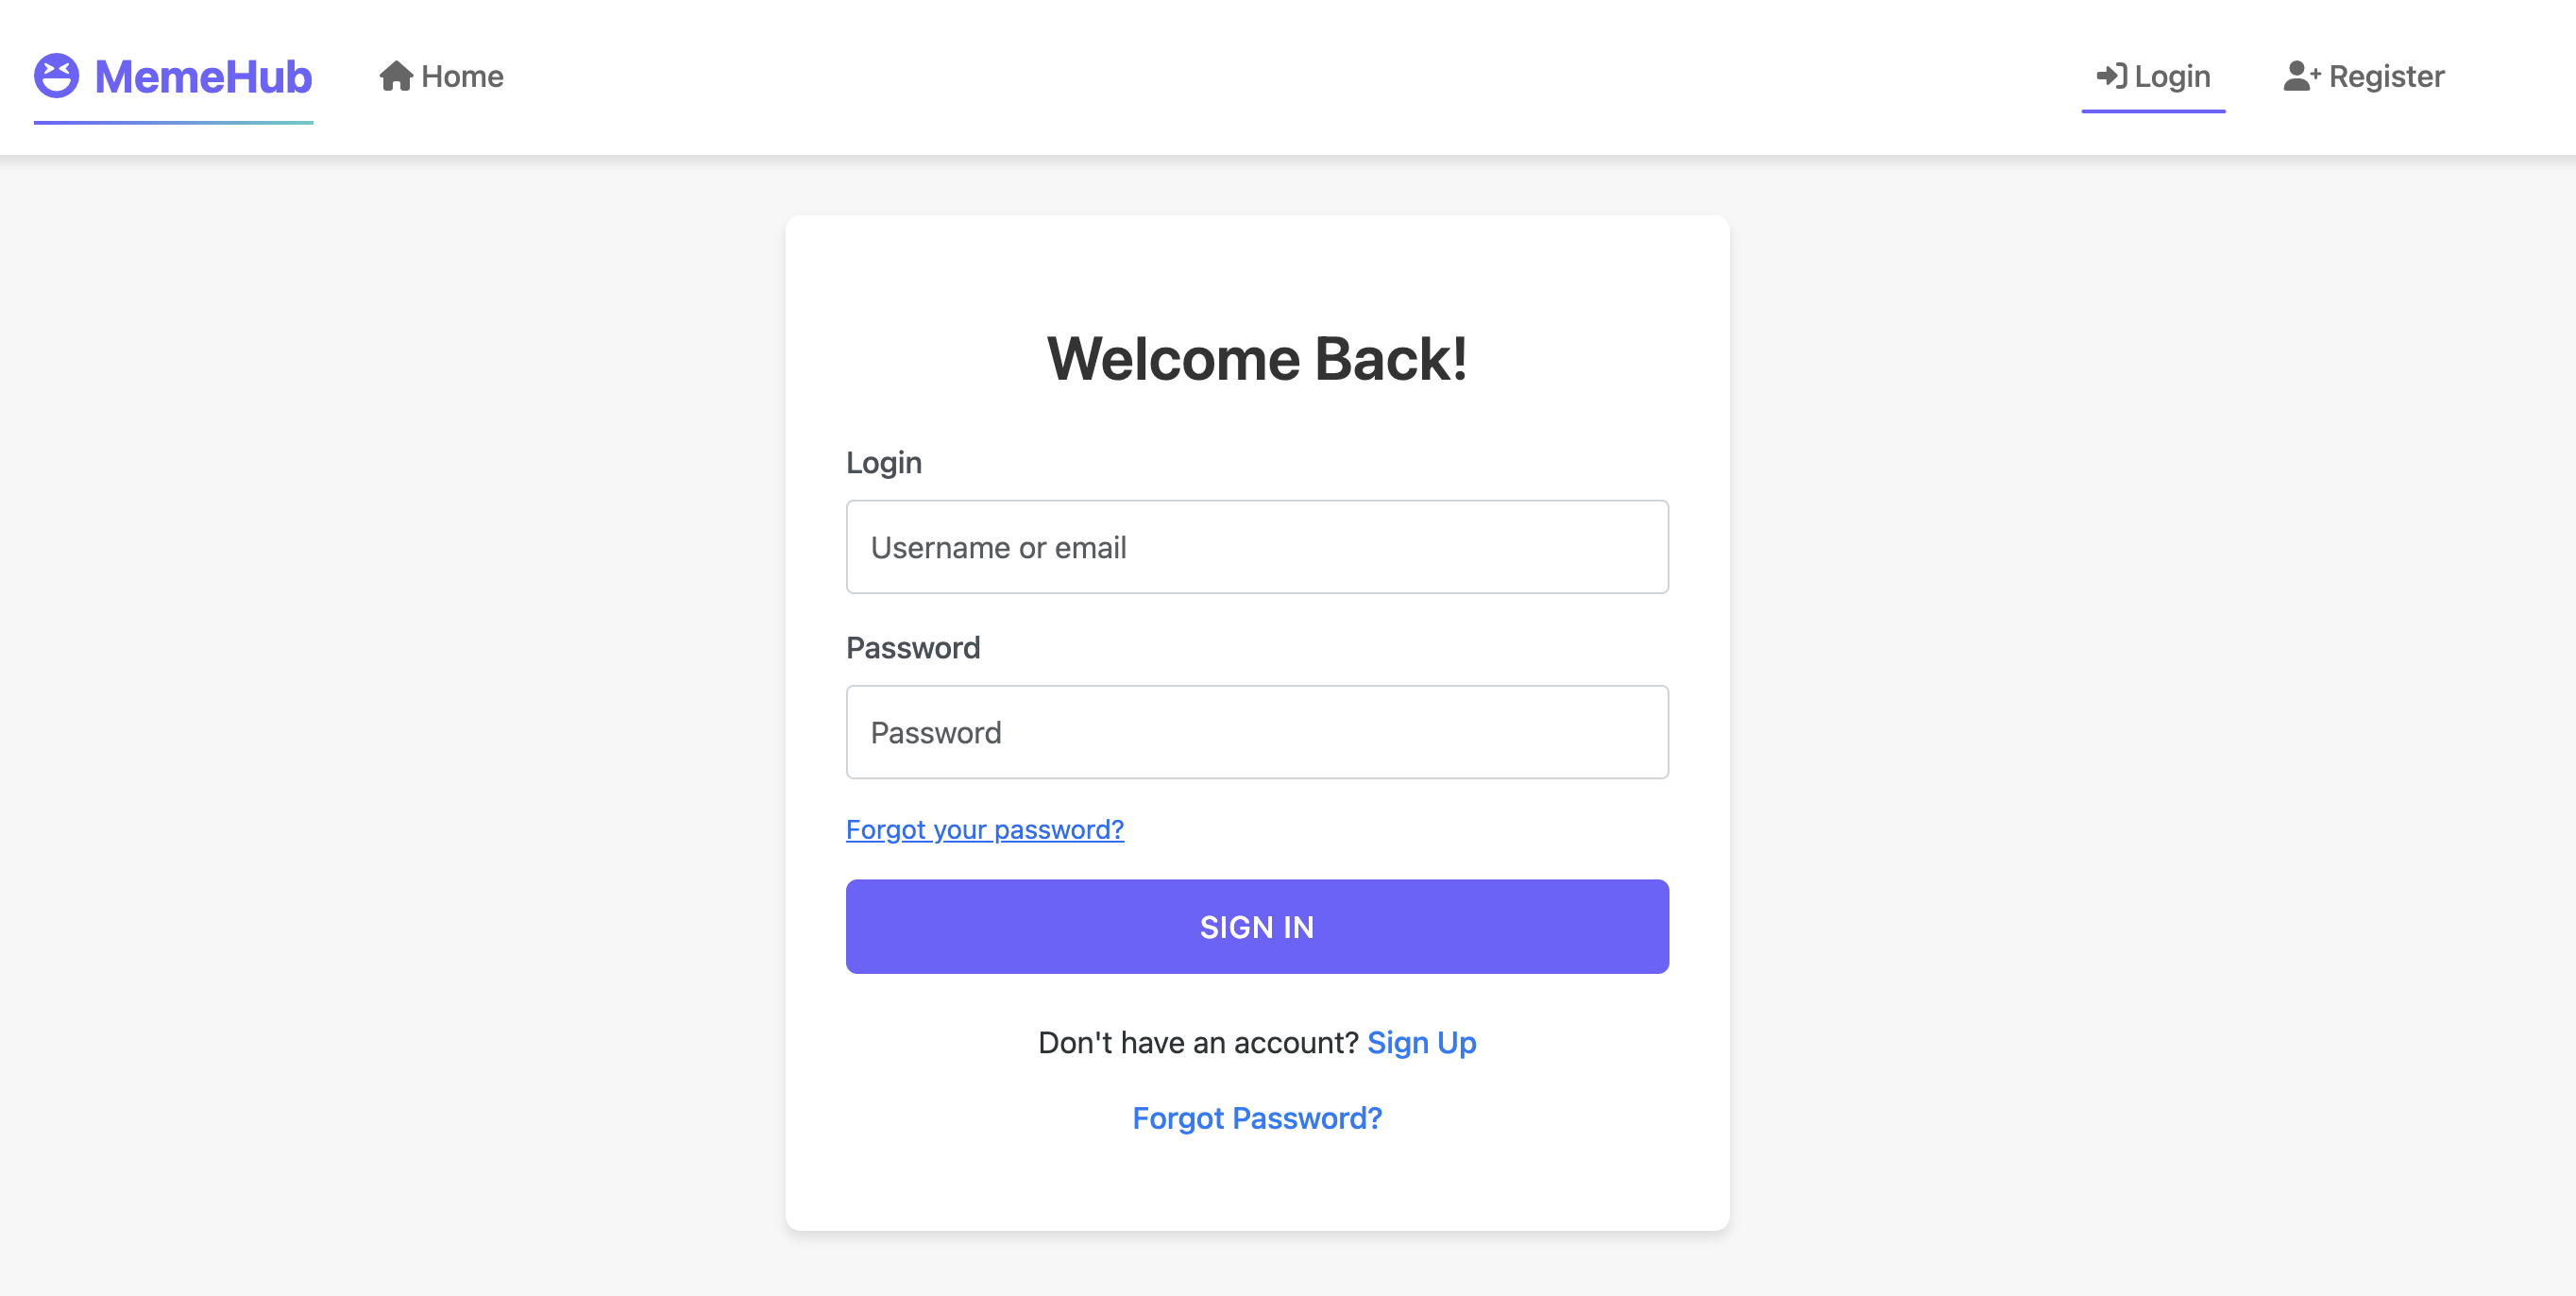 MemeHub
Home
Login
Register
Welcome Back!
Login
Username or email
Password
Password
Forgot your password?
SIGN IN
Don't have an account? Sign Up
Forgot Password?